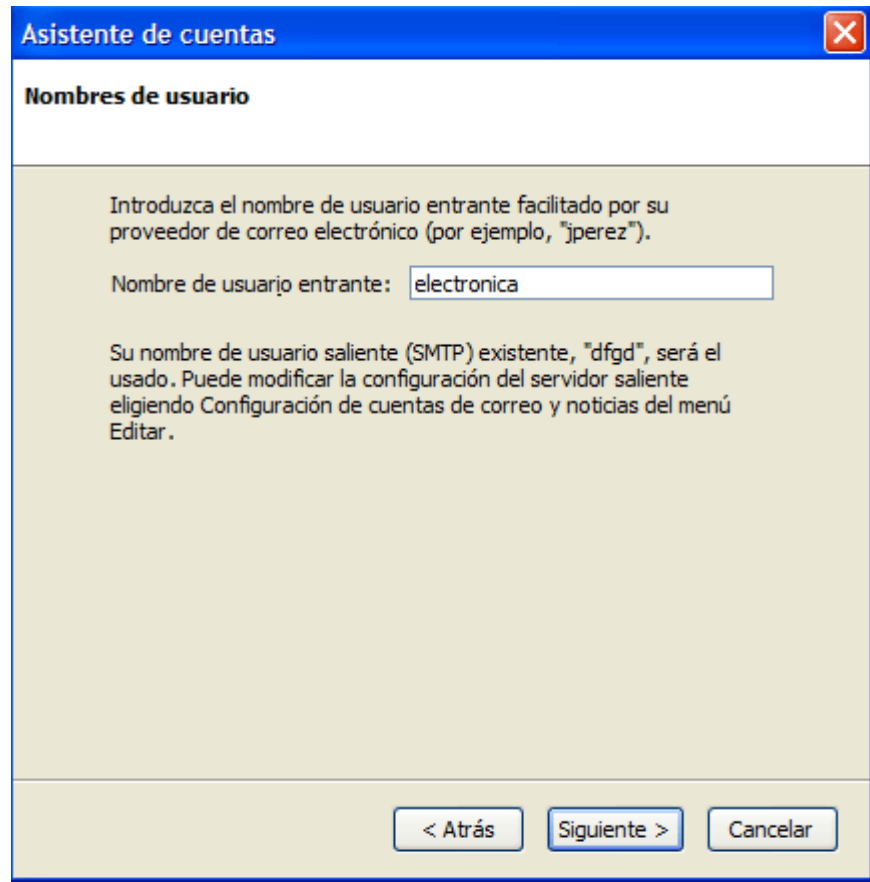 Asistente de cuentas
Nombres de usuario
Introduzca el nombre de usuario entrante facilitado por su
proveedor de correo electrónico (por ejemplo, "jperez").
Nombre de usuario entrante: electronica
Su nombre de usuario saliente (SMTP) existente, "dfgd", será el
usado. Puede modificar la configuración del servidor saliente
eligiendo Configuración de cuentas de correo y noticias del menú
Editar.
< Atrás Siguiente > Cancelar